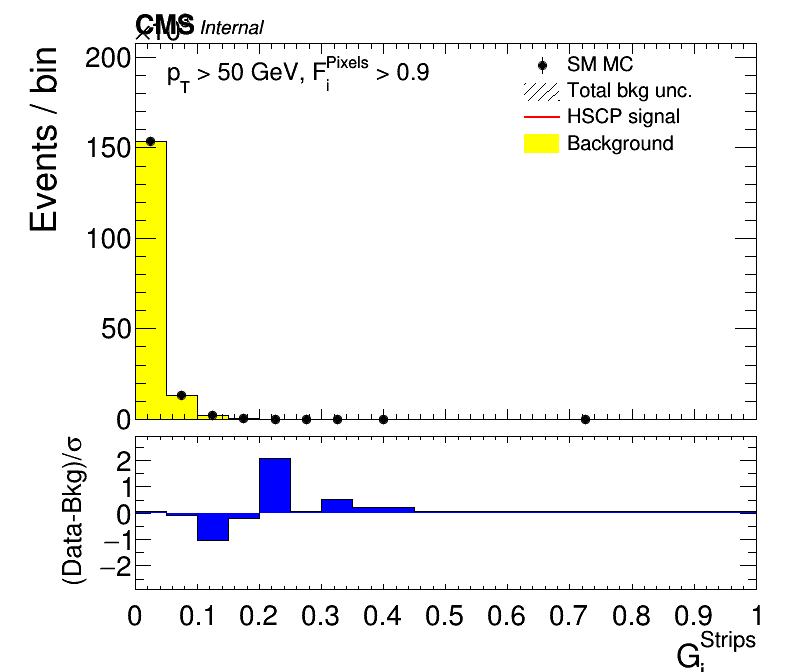 CMS Internal
×10³
p_T > 50 GeV, F_i^Pixels > 0.9
SM MC
Total bkg unc.
HSCP signal
Background
Events / bin
200
150
100
50
0
(Data-Bkg)/σ
2
1
0
−1
−2
0 0.1 0.2 0.3 0.4 0.5 0.6 0.7 0.8 0.9 1
G_i^Strips